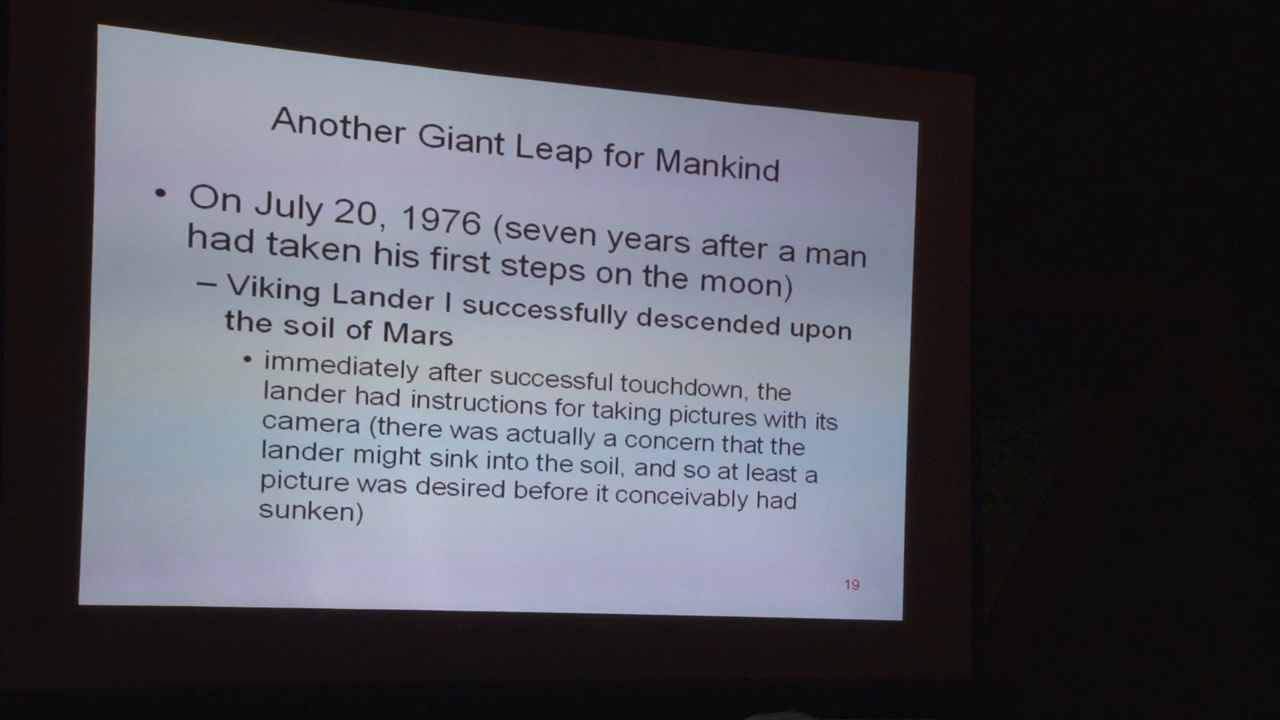 Another Giant Leap for Mankind
• On July 20, 1976 (seven years after a man
had taken his first steps on the moon)
– Viking Lander I successfully descended upon
the soil of Mars
• immediately after successful touchdown, the
lander had instructions for taking pictures with its
camera (there was actually a concern that the
lander might sink into the soil, and so at least a
picture was desired before it conceivably had
sunken)
19